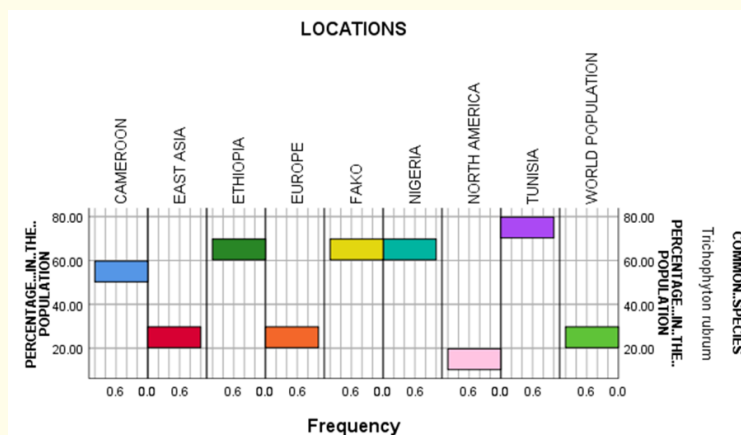 LOCATIONS
CAMEROON
EAST ASIA
ETHIOPIA
EUROPE
FAKO
NIGERIA
NORTH AMERICA
TUNISIA
WORLD POPULATION
PERCENTAGE...IN..THE..
POPULATION
80.00
60.00
40.00
20.00
80.00
60.00
40.00
20.00
PERCENTAGE...IN..THE..
POPULATION
Trichophyton rubrum
COMMON..SPECIES
0.6 0.0 0.6 0.6 0.0 0.6 0.6 0.0 0.6 0.6 0.0 0.6 0.6 0.0
Frequency